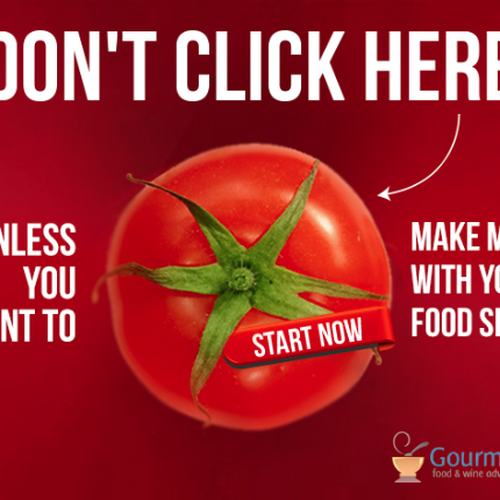 DON'T CLICK HERE
NLESS
YOU
NT TO
MAKE M
WITH YO
FOOD S
START NOW
Gourm
food & wine adv